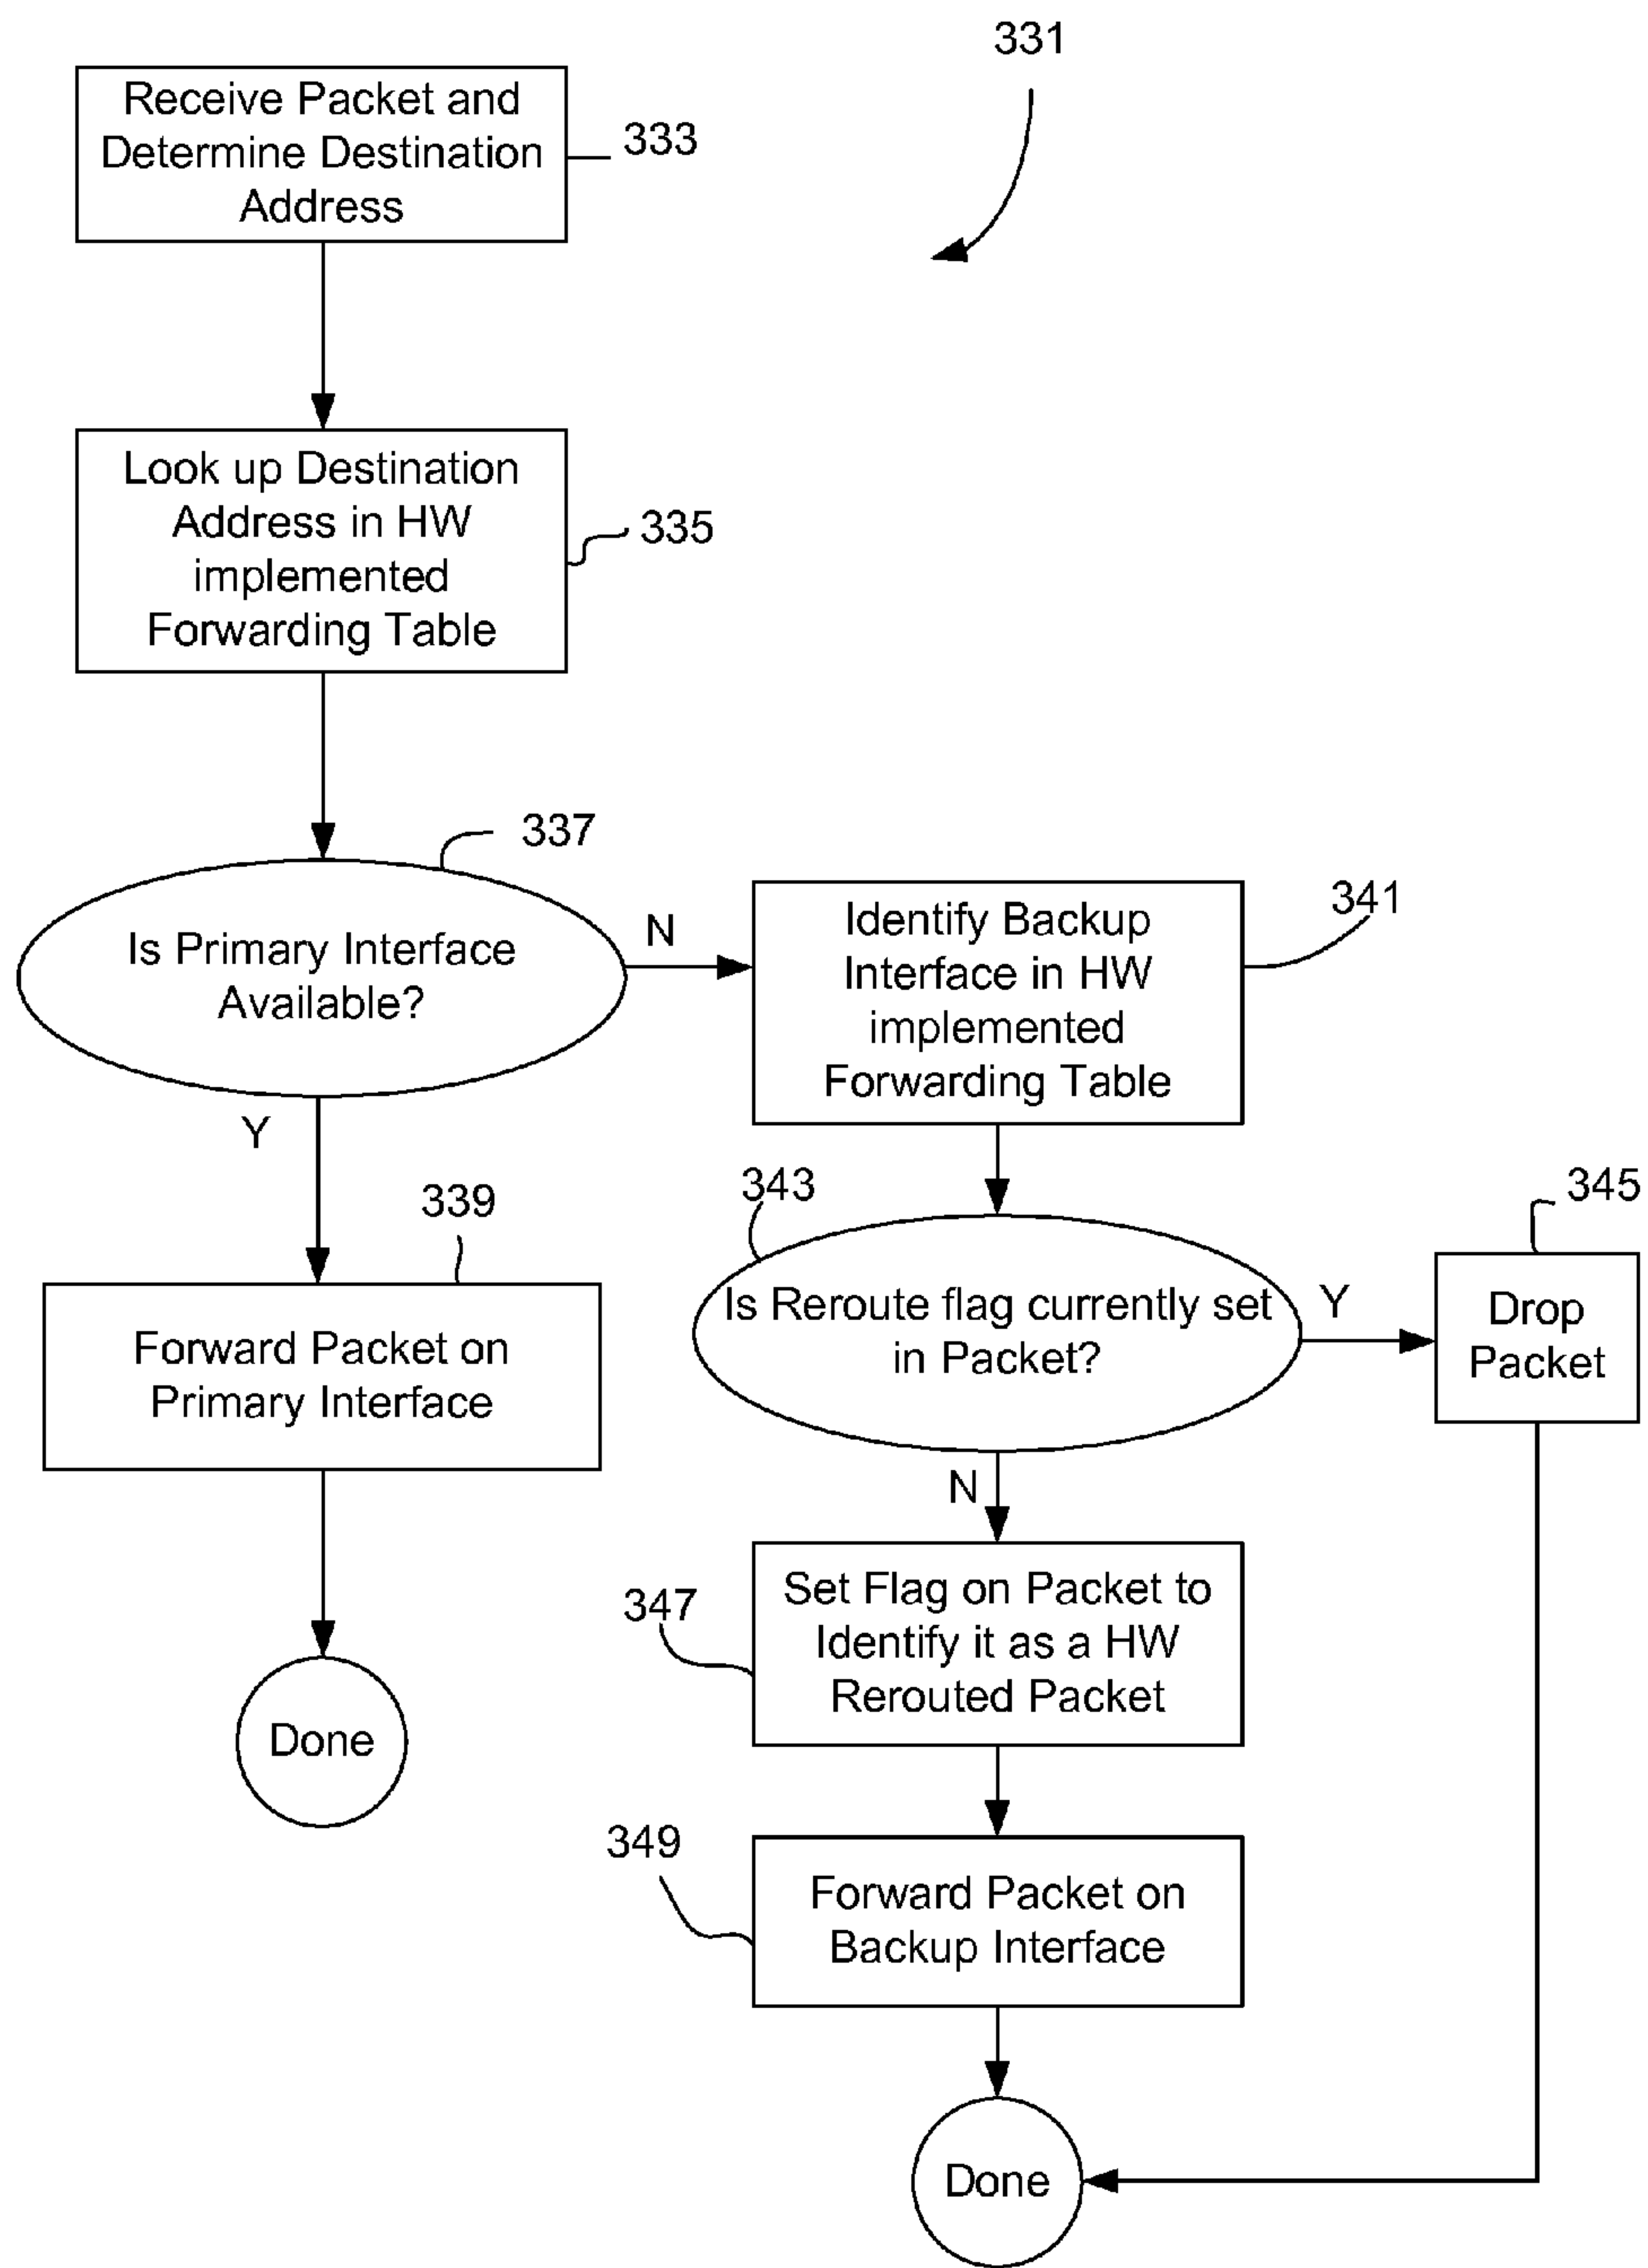 331
Receive Packet and
Determine Destination
Address
333
Look up Destination
Address in HW
implemented
Forwarding Table
335
337
Is Primary Interface
Available?
N
Y
Identify Backup
Interface in HW
implemented
Forwarding Table
341
339
Forward Packet on
Primary Interface
Done
343
Is Reroute flag currently set
in Packet?
Y
N
345
Drop
Packet
347
Set Flag on Packet to
Identify it as a HW
Rerouted Packet
349
Forward Packet on
Backup Interface
Done